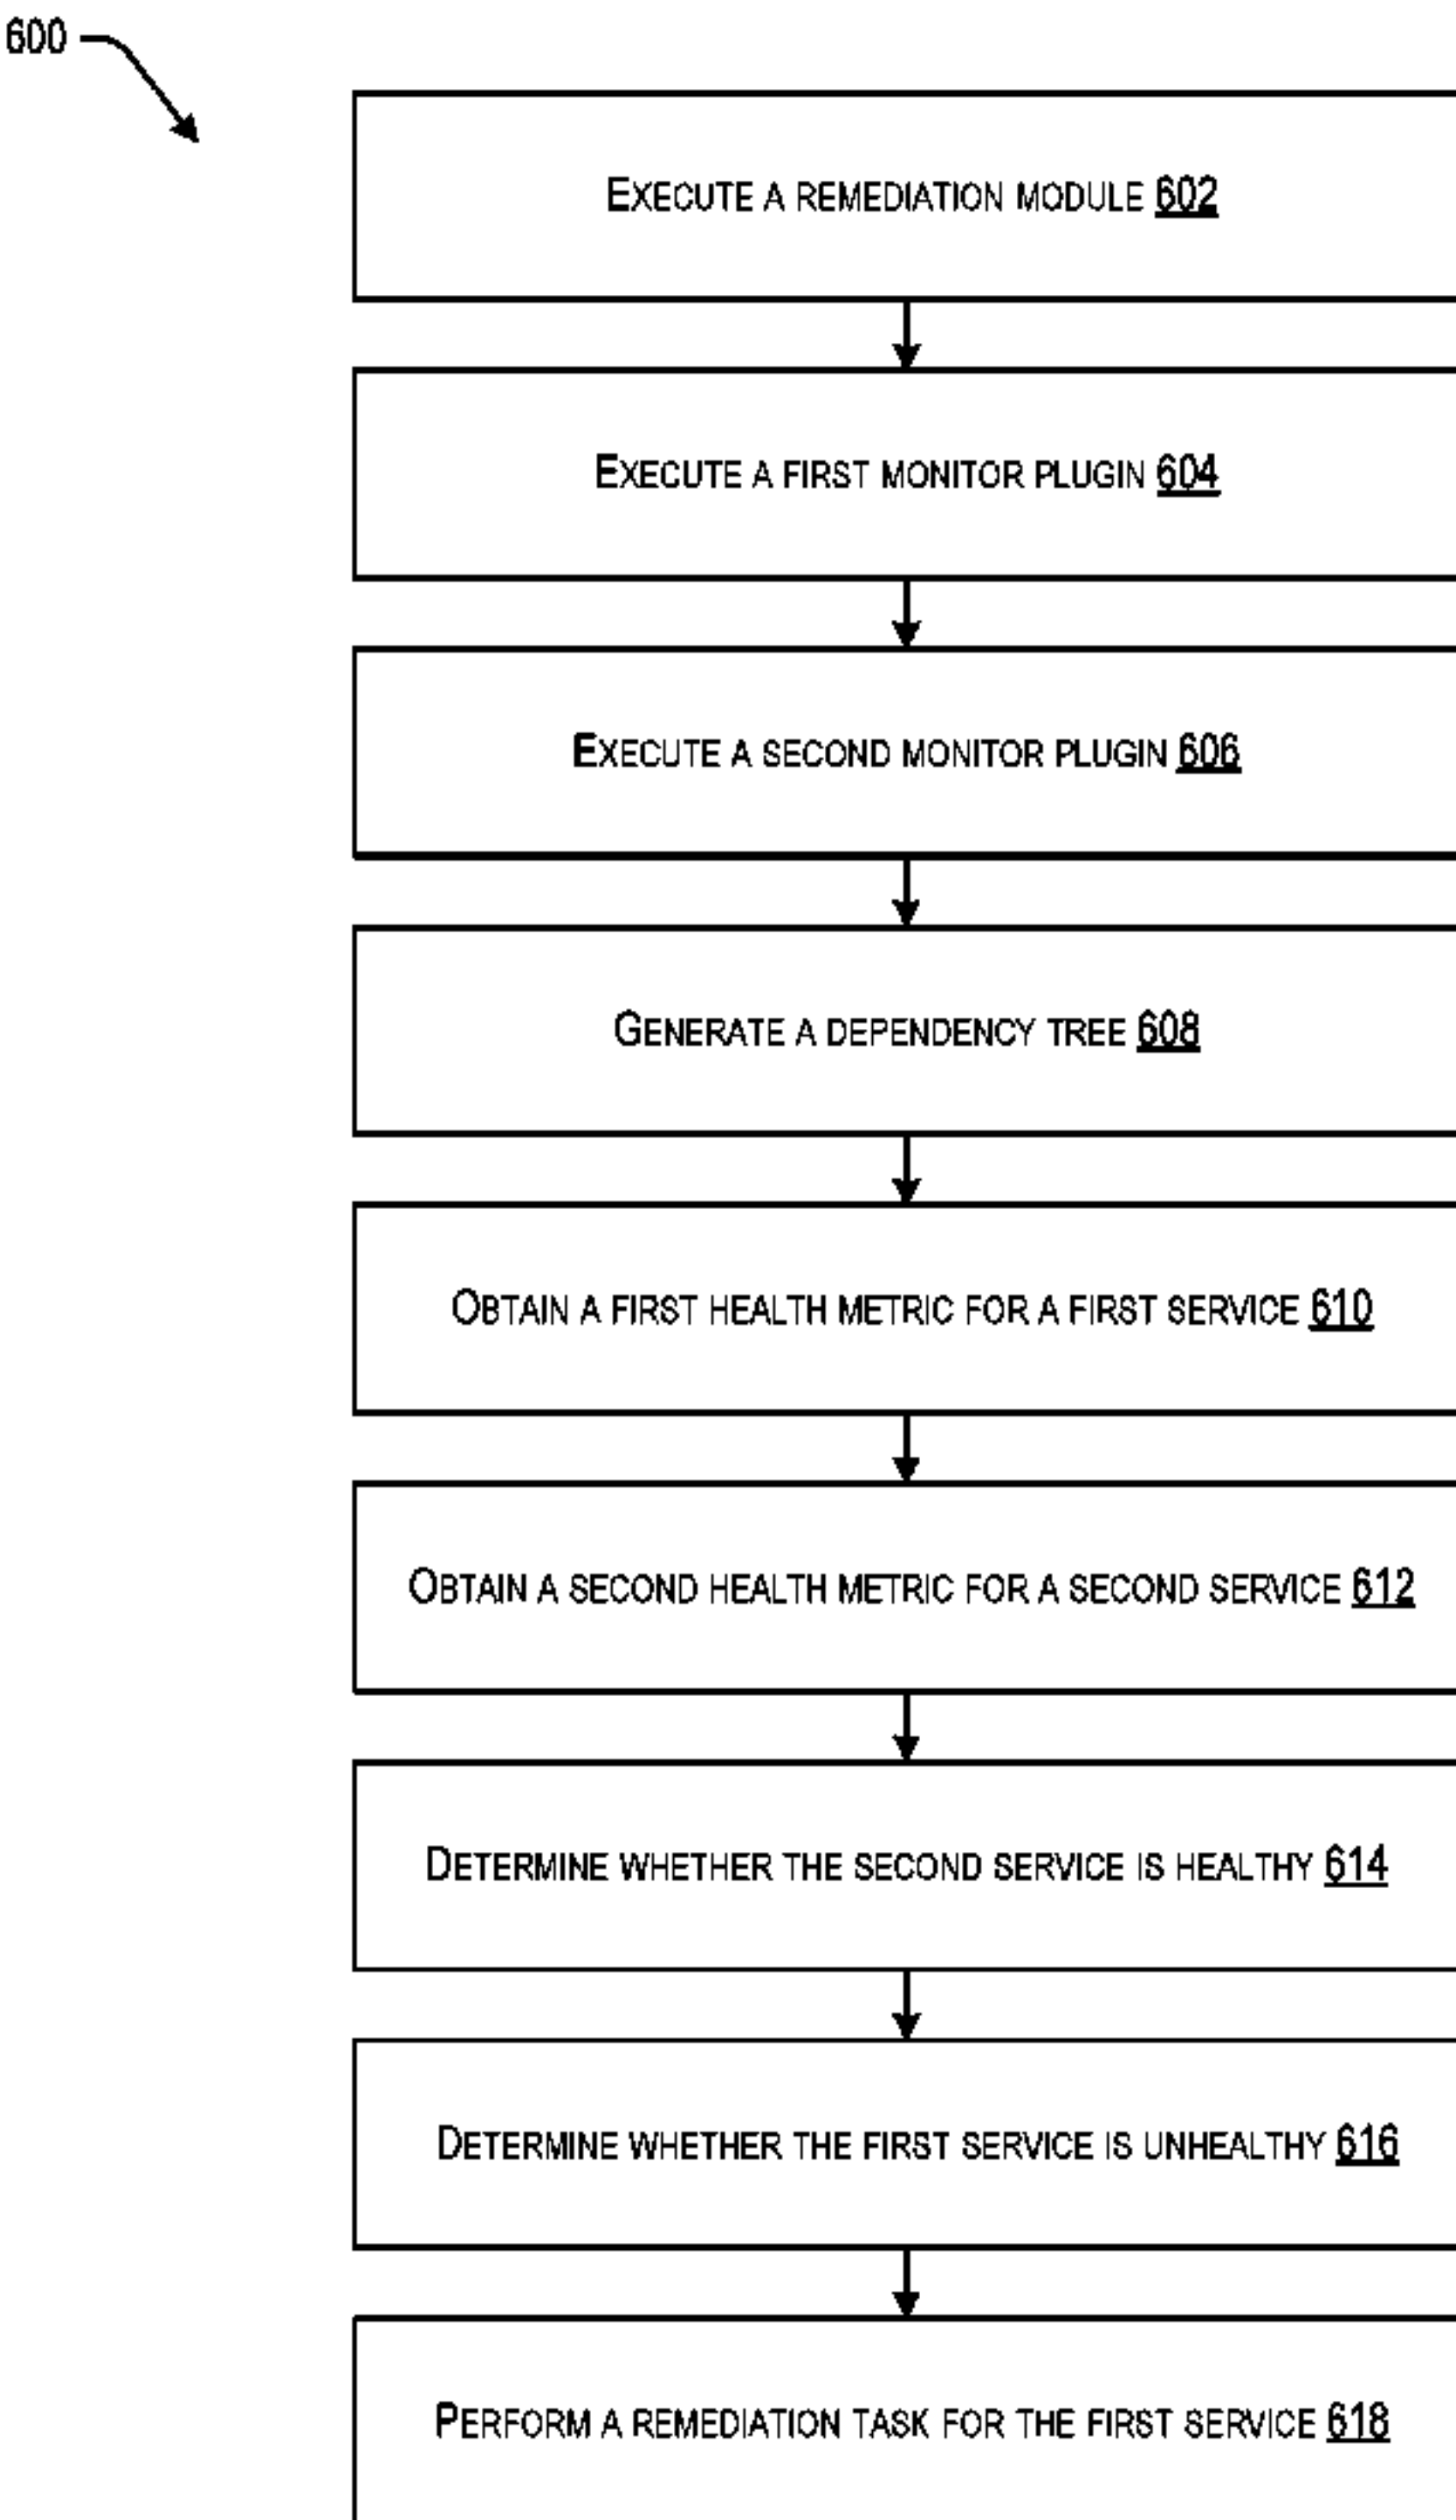 600
EXECUTE A REMEDIATION MODULE 602
EXECUTE A FIRST MONITOR PLUGIN 604
EXECUTE A SECOND MONITOR PLUGIN 606
GENERATE A DEPENDENCY TREE 608
OBTAIN A FIRST HEALTH METRIC FOR A FIRST SERVICE 610
OBTAIN A SECOND HEALTH METRIC FOR A SECOND SERVICE 612
DETERMINE WHETHER THE SECOND SERVICE IS HEALTHY 614
DETERMINE WHETHER THE FIRST SERVICE IS UNHEALTHY 616
PERFORM A REMEDIATION TASK FOR THE FIRST SERVICE 618